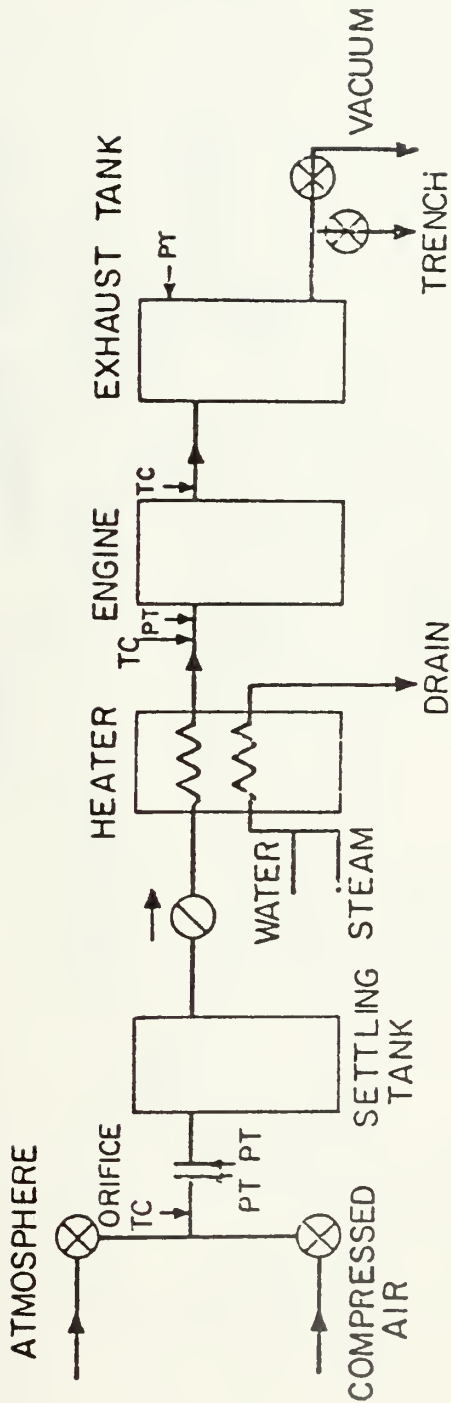 ATMOSPHERE
ORIFICE
TC
PT PT
COMPRESSED
AIR
SETTLING
TANK
HEATER
WATER
STEAM
DRAIN
TC
PT
ENGINE
TC
EXHAUST TANK
PT
VACUUM
TRENCH